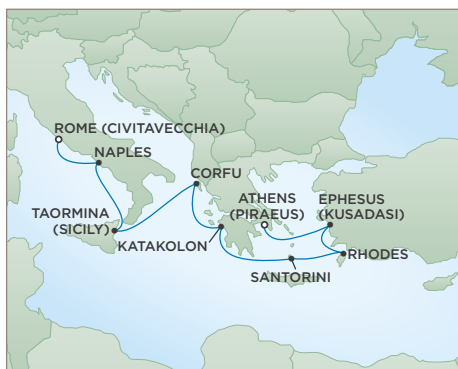 ROME (CIVITAVECCHIA)
NAPLES
CORFU
ATHENS
(PIRAEUS)
EPHESUS
(KUSADASI)
TAORMINA
(SICILY)
KATAKOLON
RHODES
SANTORINI